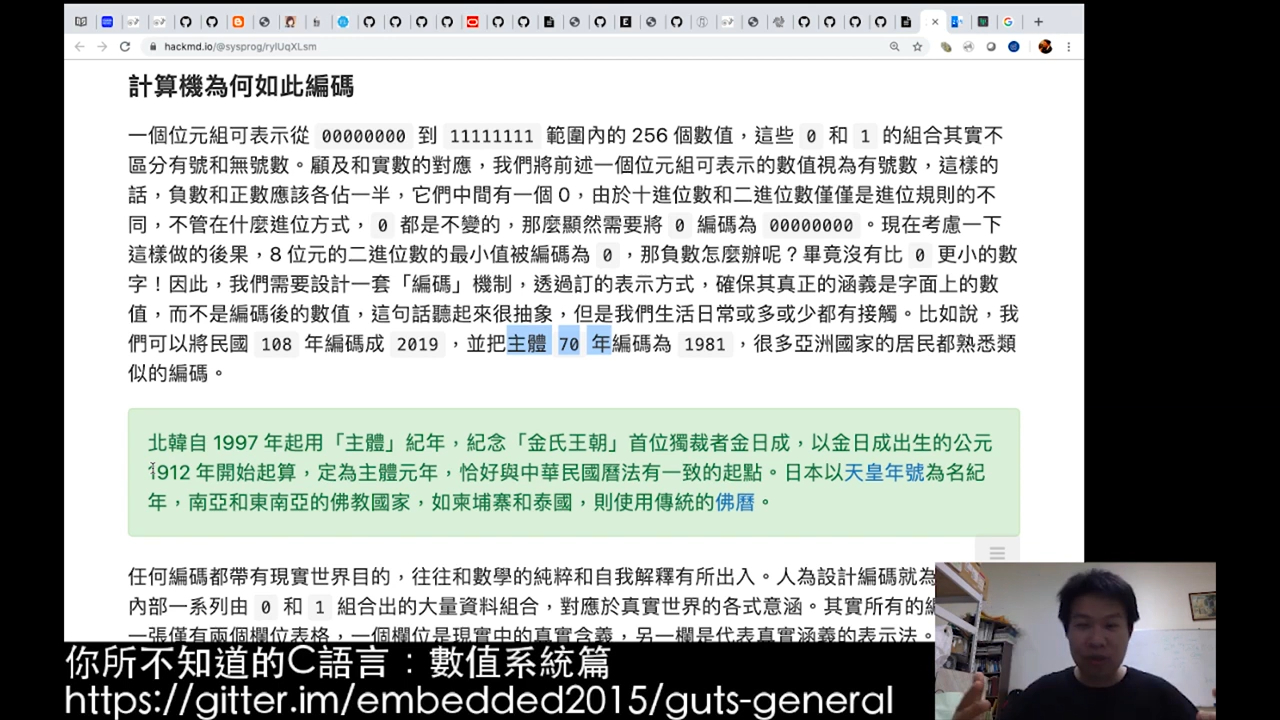 hackmd.io/@sysprog/rylUqXLsm
計算機為何如此編碼
一個位元組可表示從 00000000 到 11111111 範圍內的 256 個數值，這些 0 和 1 的組合其實不
區分有號和無號數。顧及和實數的對應，我們將前述一個位元組可表示的數值視為有號數，這樣的
話，負數和正數應該各佔一半，它們中間有一個 0，由於十進位數和二進位數僅僅是進位規則的不
同，不管在什麼進位方式，0 都是不變的，那麼顯然需要將 0 編碼為 00000000 。現在考慮一下
這樣做的後果，8 位元的二進位數的最小值被編碼為 0 ，那負數怎麼辦呢？畢竟沒有比 0 更小的數
字！因此，我們需要設計一套「編碼」機制，透過訂的表示方式，確保其真正的涵義是字面上的數
值，而不是編碼後的數值，這句話聽起來很抽象，但是我們生活日常或多或少都有接觸。比如說，我
們可以將民國 108 年編碼成 2019 ，並把主體 70 年編碼為 1981 ，很多亞洲國家的居民都熟悉類
似的編碼。
北韓自 1997 年起用「主體」紀年，紀念「金氏王朝」首位獨裁者金日成，以金日成出生的公元
1912 年開始起算，定為主體元年，恰好與中華民國曆法有一致的起點。日本以天皇年號為名紀
年，南亞和東南亞的佛教國家，如柬埔寨和泰國，則使用傳統的佛曆。
任何編碼都帶有現實世界目的，往往和數學的純粹和自我解釋有所出入。人為設計編碼就為
內部一系列由 0 和 1 組合出的大量資料組合，對應於真實世界的各式意涵。其實所有的
一張僅有兩個欄位表格，一個欄位是現實中的真實含義，另一欄是代表真實涵義的表示法。
你所不知道的C語言：數值系統篇
https://gitter.im/embedded2015/guts-general